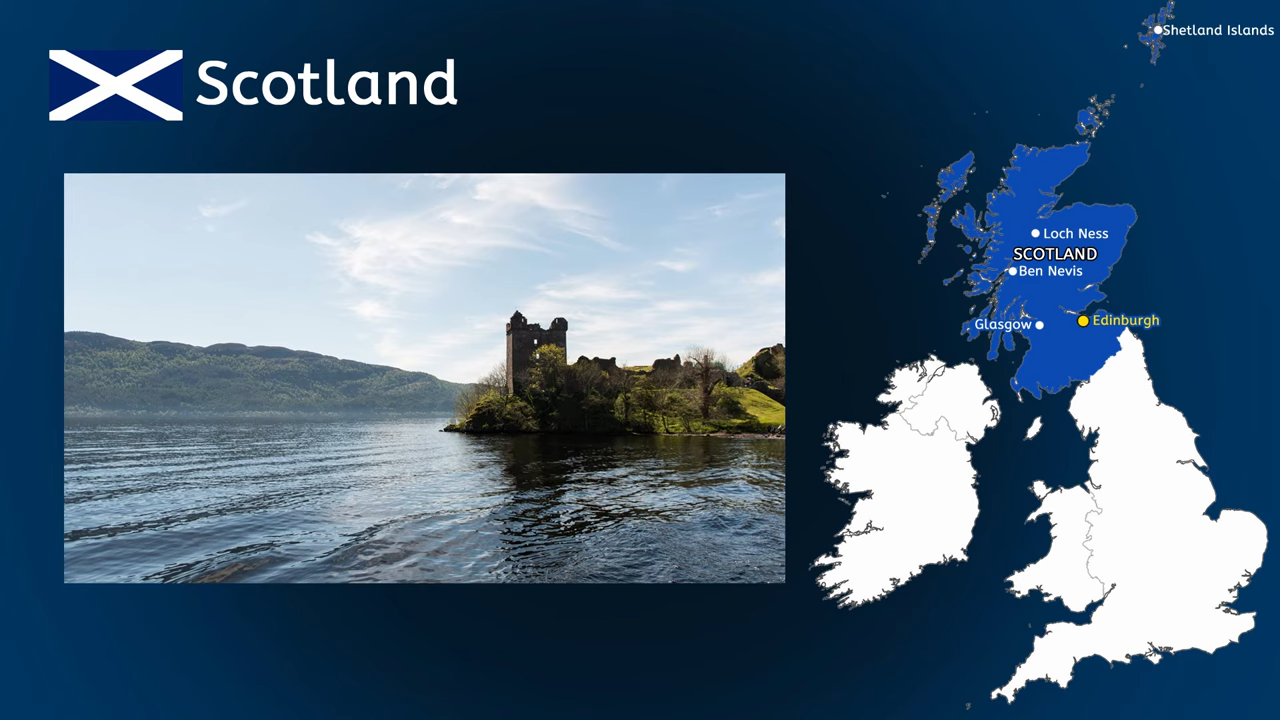 Scotland
Shetland Islands
Loch Ness
SCOTLAND
Ben Nevis
Glasgow
Edinburgh